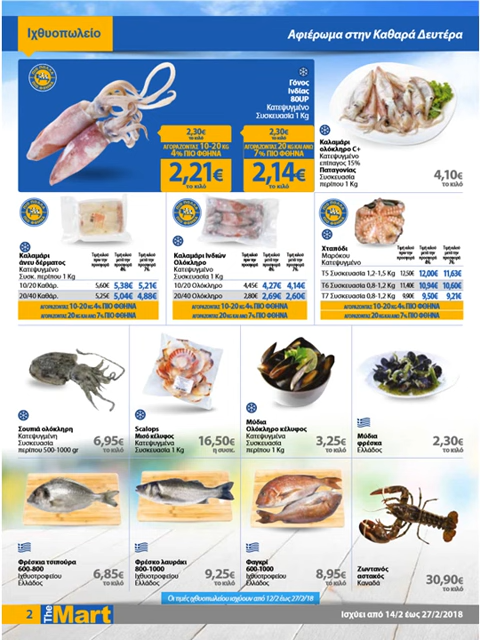 Ιχθυοπωλείο
Αφιέρωμα στην Καθαρά Δευτέρα
Γόνος
Ινδίας
80UP
Κατεψυγμένο
Συσκευασία 1 Kg
2,30€
το κιλό
ΑΓΟΡΑΖΟΝΤΑΣ 10-20 KG
4% ΠΙΟ ΦΘΗΝΑ
2,21€
το κιλό
2,30€
το κιλό
ΑΓΟΡΑΖΟΝΤΑΣ 20 KG ΚΑΙ ΑΝΩ
7% ΠΙΟ ΦΘΗΝΑ
2,14€
το κιλό
Καλαμάρι
ολόκληρο C+
Κατεψυγμένο
επίπαγος 15%
Παταγονίας
Συσκευασία
περίπου 1 Kg
4,10€
το κιλό
Καλαμάρι
άνευ δέρματος
Κατεψυγμένο
Συσκ. περίπου 1 Kg
10/20 Καθάρ. 5,60€ 5,38€ 5,21€
20/40 Καθάρ. 5,25€ 5,04€ 4,88€
ΑΓΟΡΑΖΟΝΤΑΣ 10-20 KG 4% ΠΙΟ ΦΘΗΝΑ
ΑΓΟΡΑΖΟΝΤΑΣ 20 KG ΚΑΙ ΑΝΩ 7% ΠΙΟ ΦΘΗΝΑ
Καλαμάρι Ινδιών
Ολόκληρο
Κατεψυγμένο
Συσκευασία 1 Kg
10/20 Ολόκληρο 4,45€ 4,27€ 4,14€
20/40 Ολόκληρο 2,80€ 2,69€ 2,60€
ΑΓΟΡΑΖΟΝΤΑΣ 10-20 KG 4% ΠΙΟ ΦΘΗΝΑ
ΑΓΟΡΑΖΟΝΤΑΣ 20 KG ΚΑΙ ΑΝΩ 7% ΠΙΟ ΦΘΗΝΑ
Χταπόδι
Μαρόκου
Κατεψυγμένο
T5 Συσκευασία 1,2-1,5 Kg 12,50€ 12,00€ 11,63€
T6 Συσκευασία 0,8-1,2 Kg 11,40€ 10,94€ 10,60€
T7 Συσκευασία 0,8-1,2 Kg 9,90€ 9,50€ 9,21€
ΑΓΟΡΑΖΟΝΤΑΣ 10-20 KG 4% ΠΙΟ ΦΘΗΝΑ
ΑΓΟΡΑΖΟΝΤΑΣ 20 KG ΚΑΙ ΑΝΩ 7% ΠΙΟ ΦΘΗΝΑ
Σουπιά ολόκληρη
Κατεψυγμένη
Συσκευασία
περίπου 500-1000 gr
6,95€
το κιλό
Scalops
Μισό κέλυφος
Κατεψυγμένα
Συσκευασία 1 Kg
16,50€
η συσκ.
Μύδια
Ολόκληρο κέλυφος
Κατεψυγμένα
Συσκευασία 1 Kg
3,25€
το κιλό
Μύδια
φρέσκα
Ελλάδος
2,30€
το κιλό
Φρέσκια τσιπούρα
600-800
Ιχθυοτροφείου
Ελλάδος
6,85€
το κιλό
Φρέσκο λαυράκι
800-1000
Ιχθυοτροφείου
Ελλάδος
9,25€
το κιλό
Φαγκρί
600-1000
Ιχθυοτροφείου
Ελλάδος
8,95€
το κιλό
Ζωντανός
αστακός
Καναδά
30,90€
το κιλό
Οι τιμές ιχθυοπωλείου ισχύουν από 12/2 έως 27/2/18
2
The Mart
Ισχύει από 14/2 έως 27/2/2018